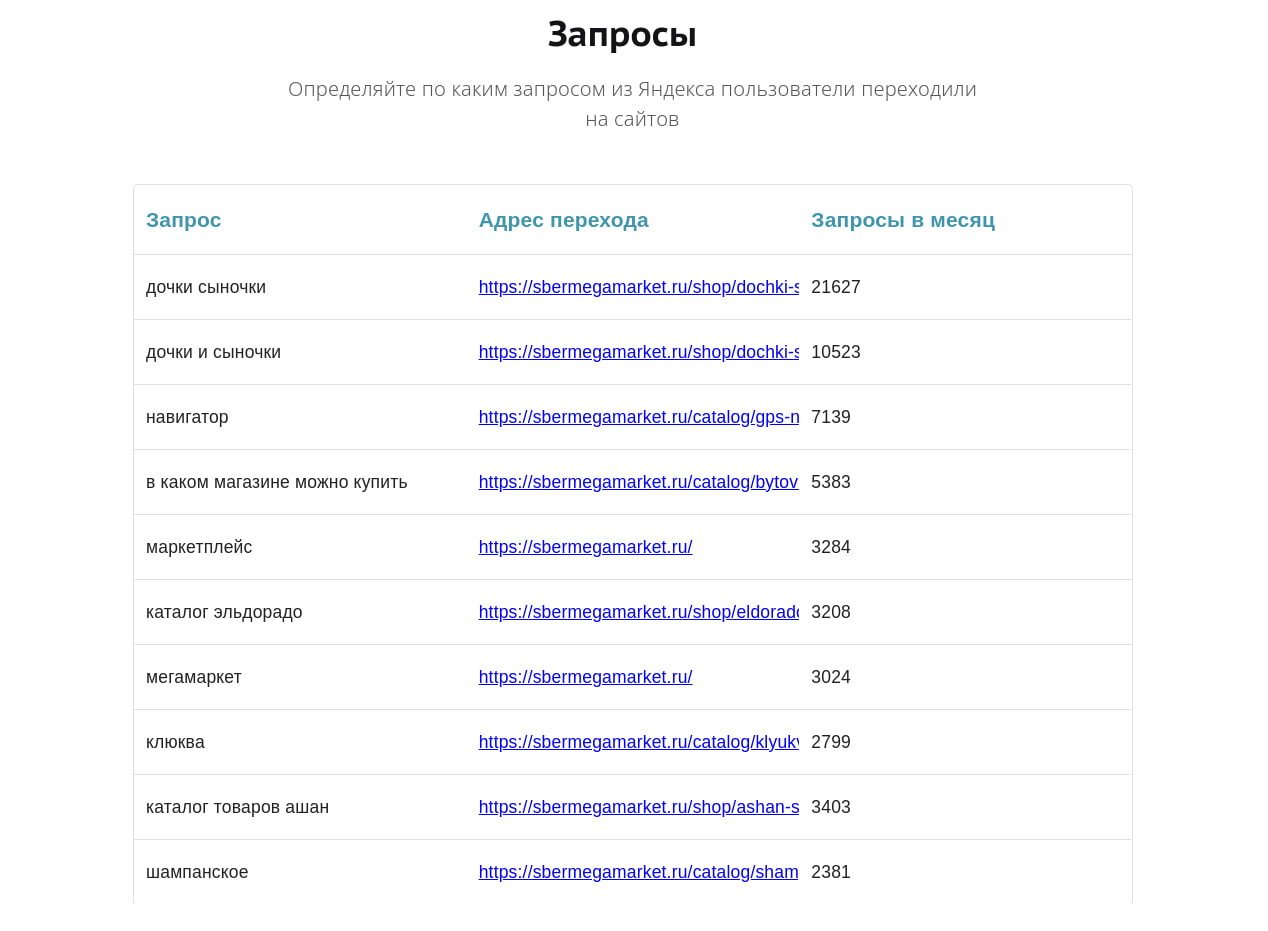 Запросы
Определяйте по каким запросом из Яндекса пользователи переходили
на сайтов
Запрос Адрес перехода Запросы в месяц
дочки сыночки https://sbermegamarket.ru/shop/dochki-s 21627
дочки и сыночки https://sbermegamarket.ru/shop/dochki-s 10523
навигатор https://sbermegamarket.ru/catalog/gps-n 7139
в каком магазине можно купить https://sbermegamarket.ru/catalog/bytov 5383
маркетплейс https://sbermegamarket.ru/ 3284
каталог эльдорадо https://sbermegamarket.ru/shop/eldorado 3208
мегамаркет https://sbermegamarket.ru/ 3024
клюква https://sbermegamarket.ru/catalog/klyukv 2799
каталог товаров ашан https://sbermegamarket.ru/shop/ashan-s 3403
шампанское https://sbermegamarket.ru/catalog/sham 2381